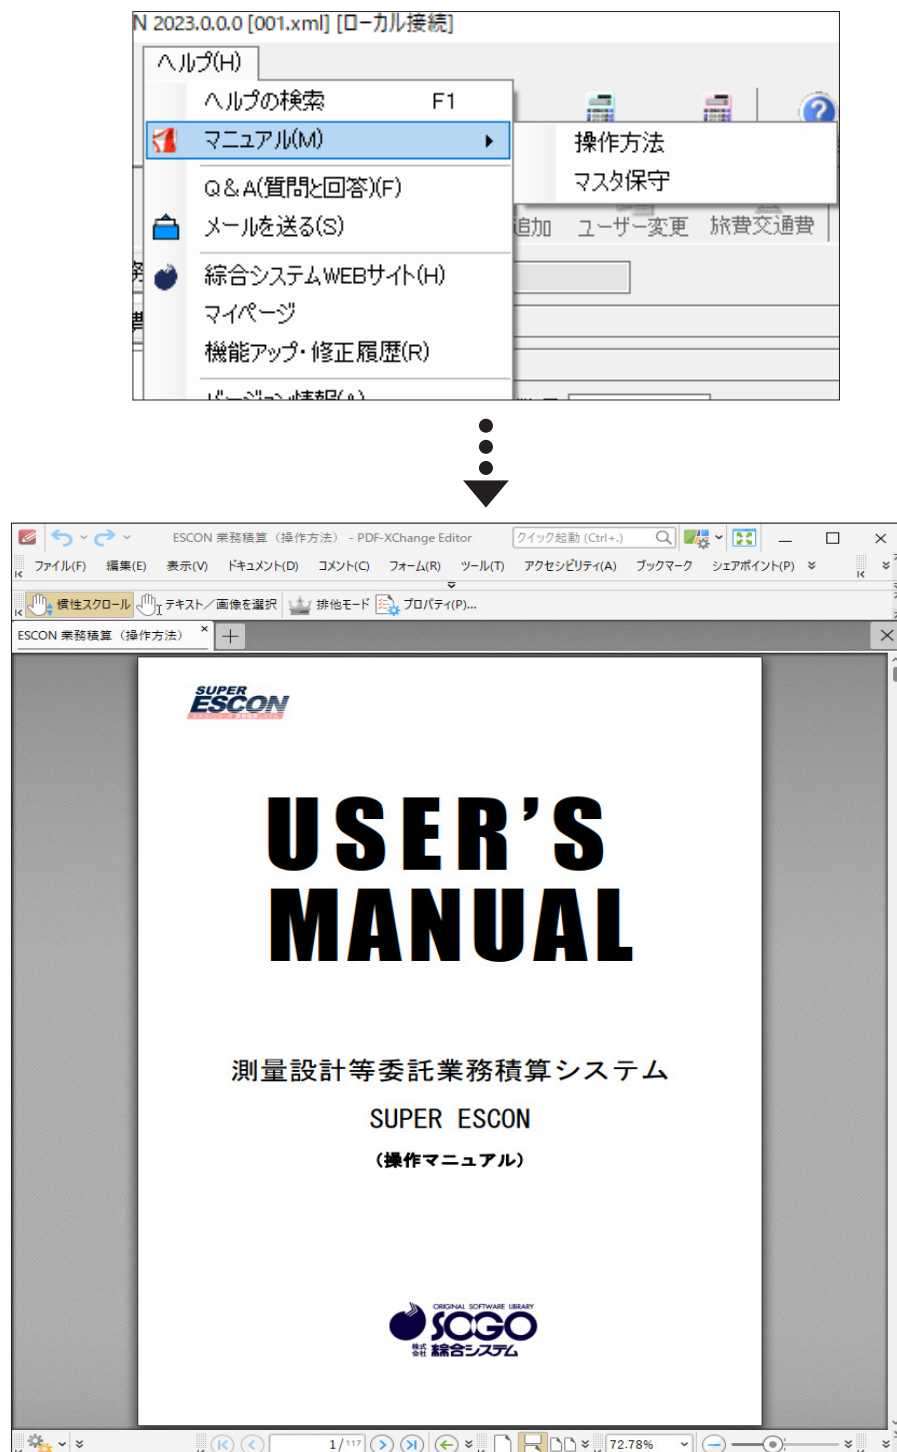 N 2023.0.0.0 [001.xml] [ローカル接続]
ヘルプ(H)
ヘルプの検索 F1
マニュアル(M)
操作方法
マスタ保守
Q&A(質問と回答)(F)
メールを送る(S)
追加 ユーザー変更 旅費交通費
綜合システムWEBサイト(H)
マイページ
機能アップ・修正履歴(R)
バージョン情報(A)
ESCON 業務積算（操作方法） - PDF-XChange Editor
クイック起動 (Ctrl+.)
ファイル(F) 編集(E) 表示(V) ドキュメント(D) コメント(C) フォーム(R) ツール(T) アクセシビリティ(A) ブックマーク シェアポイント(P)
慣性スクロール テキスト／画像を選択 排他モード プロパティ(P)...
ESCON 業務積算（操作方法）
SUPER
ESCON
USER'S
MANUAL
測量設計等委託業務積算システム
SUPER ESCON
（操作マニュアル）
ORIGINAL SOFTWARE LIBRARY
SOGO
株式会社 綜合システム
1/117
72.78%